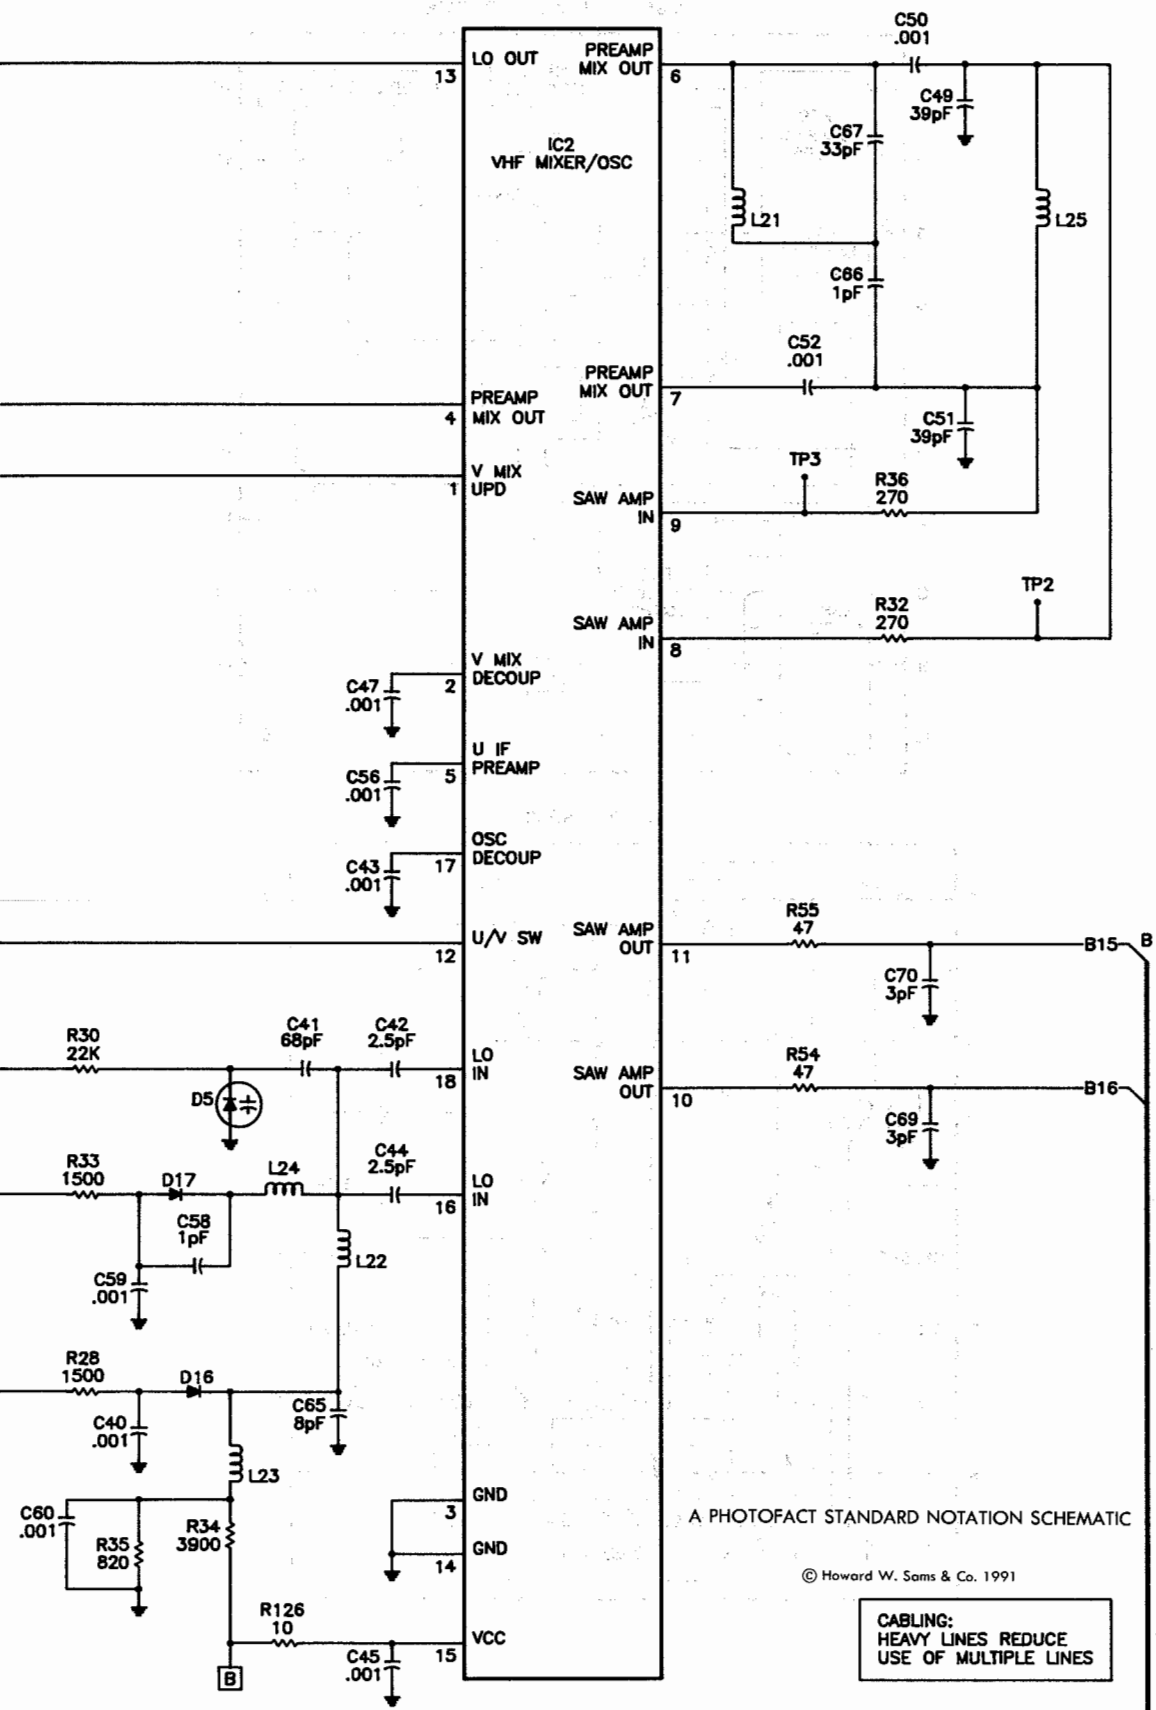 C50
.001
LO OUT
PREAMP
MIX OUT
13
6
C49
39pF
C67
33pF
IC2
VHF MIXER/OSC
L21
L25
C66
1pF
C52
.001
PREAMP
MIX OUT
7
PREAMP
MIX OUT
4
C51
39pF
TP3
V MIX
UPD
1
R36
270
SAW AMP
IN
9
TP2
R32
270
SAW AMP
IN
8
V MIX
DECOUP
2
C47
.001
U IF
PREAMP
5
C56
.001
OSC
DECOUP
17
C43
.001
R55
47
U/V SW
12
SAW AMP
OUT
11
B15
B
C70
3pF
R30
22K
C41
68pF
C42
2.5pF
LO
IN
18
R54
47
SAW AMP
OUT
10
B16
D5
C69
3pF
R33
1500
D17
L24
C44
2.5pF
LO
IN
16
C58
1pF
L22
C59
.001
R28
1500
D16
C65
8pF
C40
.001
L23
GND
3
C60
.001
R35
820
R34
3900
GND
14
A PHOTOFACT STANDARD NOTATION SCHEMATIC
© Howard W. Sams & Co. 1991
R126
10
VCC
15
C45
.001
B
CABLING:
HEAVY LINES REDUCE
USE OF MULTIPLE LINES